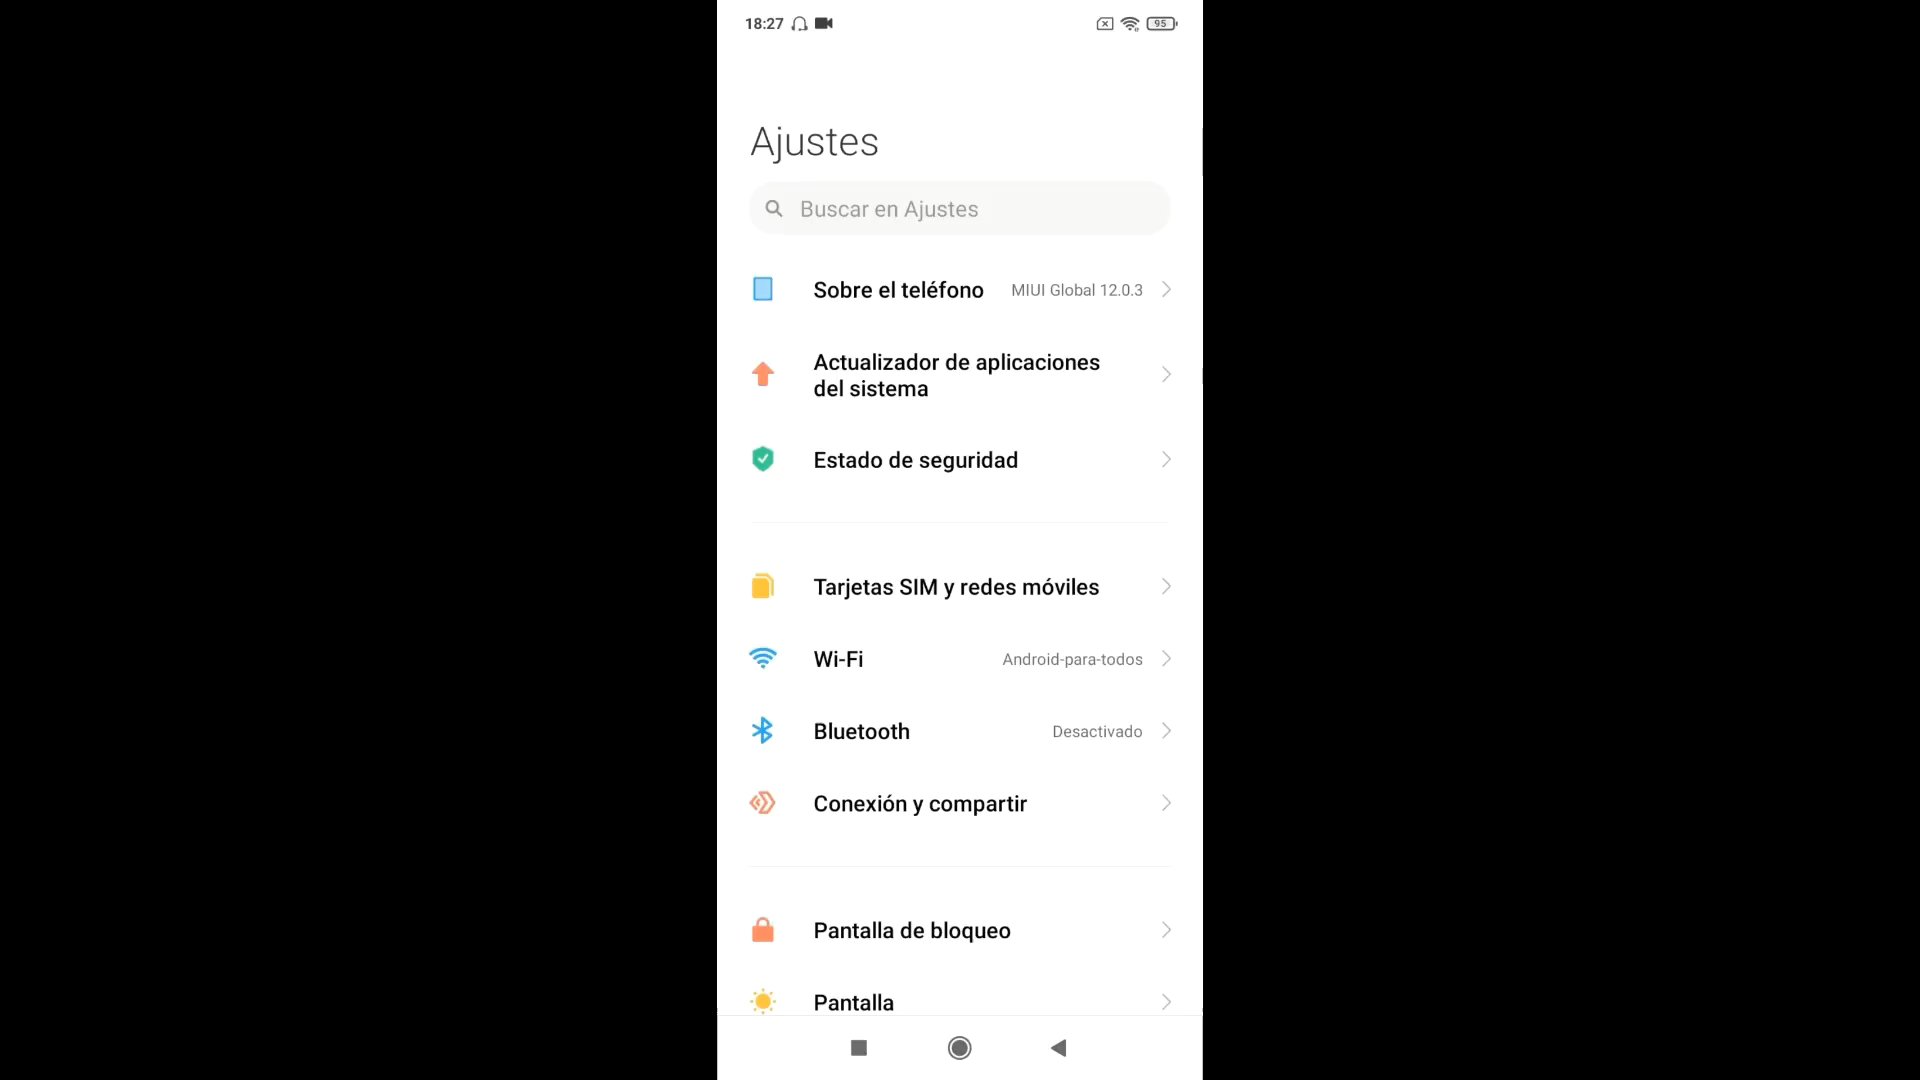 18:27
95
Ajustes
Buscar en Ajustes
Sobre el teléfono MIUI Global 12.0.3
Actualizador de aplicaciones
del sistema
Estado de seguridad
Tarjetas SIM y redes móviles
Wi-Fi Android-para-todos
Bluetooth Desactivado
Conexión y compartir
Pantalla de bloqueo
Pantalla